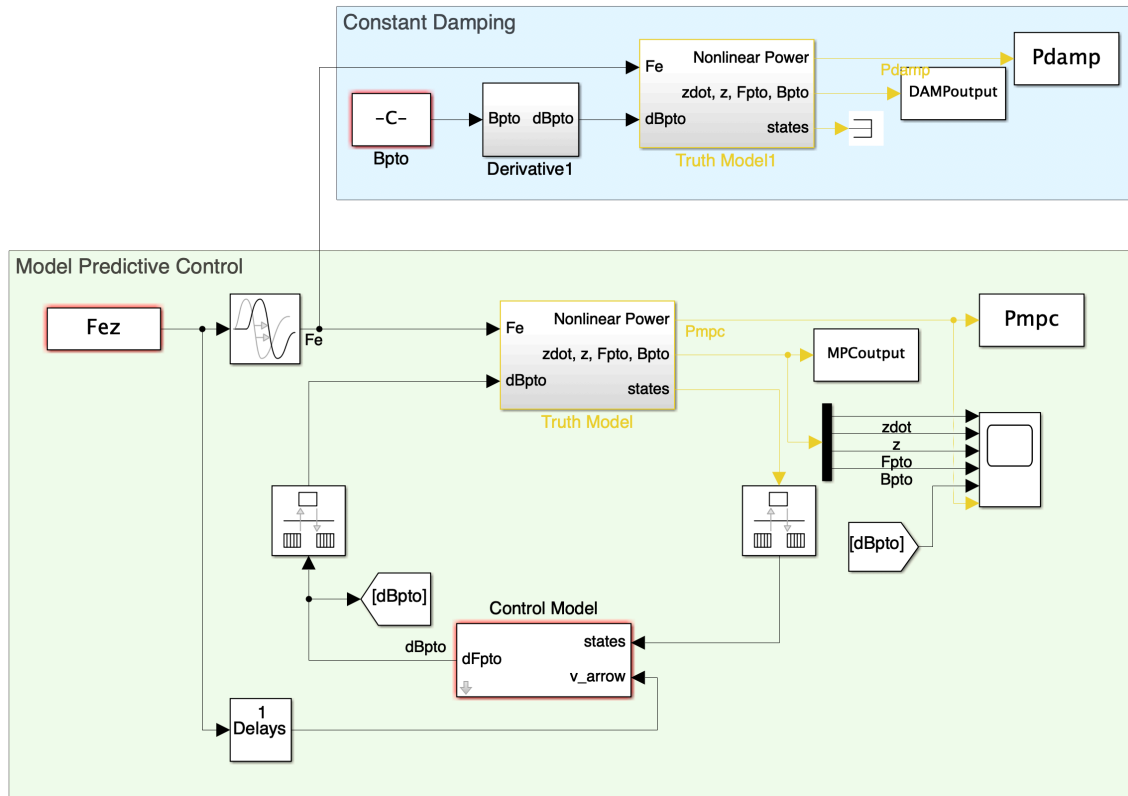 Constant Damping
Fe
dBpto
Nonlinear Power
zdot, z, Fpto, Bpto
states
Truth Model1
Pdamp
Pdamp
DAMPoutput
-C-
Bpto
Bpto
dBpto
Derivative1
Model Predictive Control
Fez
Fe
Fe
dBpto
Nonlinear Power
zdot, z, Fpto, Bpto
states
Truth Model
Pmpc
Pmpc
MPCoutput
zdot
z
Fpto
Bpto
[dBpto]
[dBpto]
Control Model
dBpto
dFpto
states
v_arrow
1
Delays